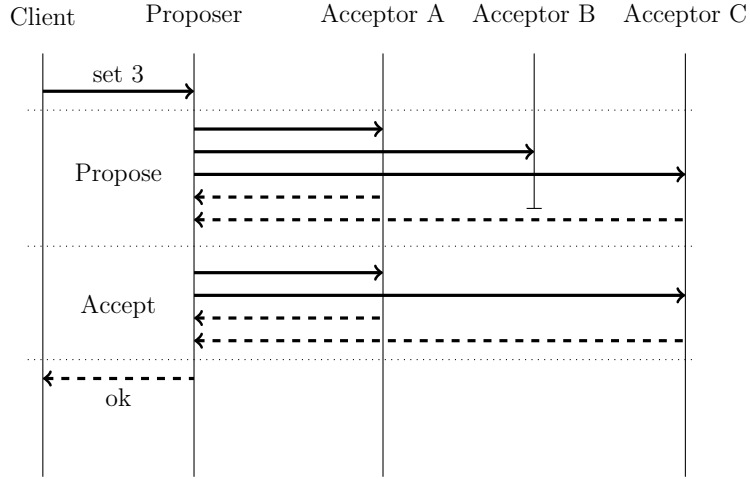 Client Proposer Acceptor A Acceptor B Acceptor C
set 3
Propose
Accept
ok